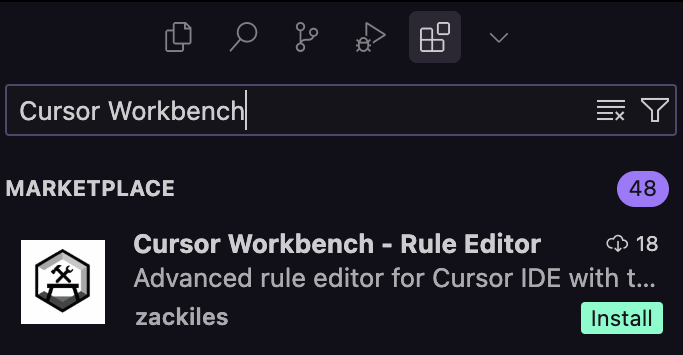 Cursor Workbench
MARKETPLACE 48
Cursor Workbench - Rule Editor 18
Advanced rule editor for Cursor IDE with t...
zackiles Install